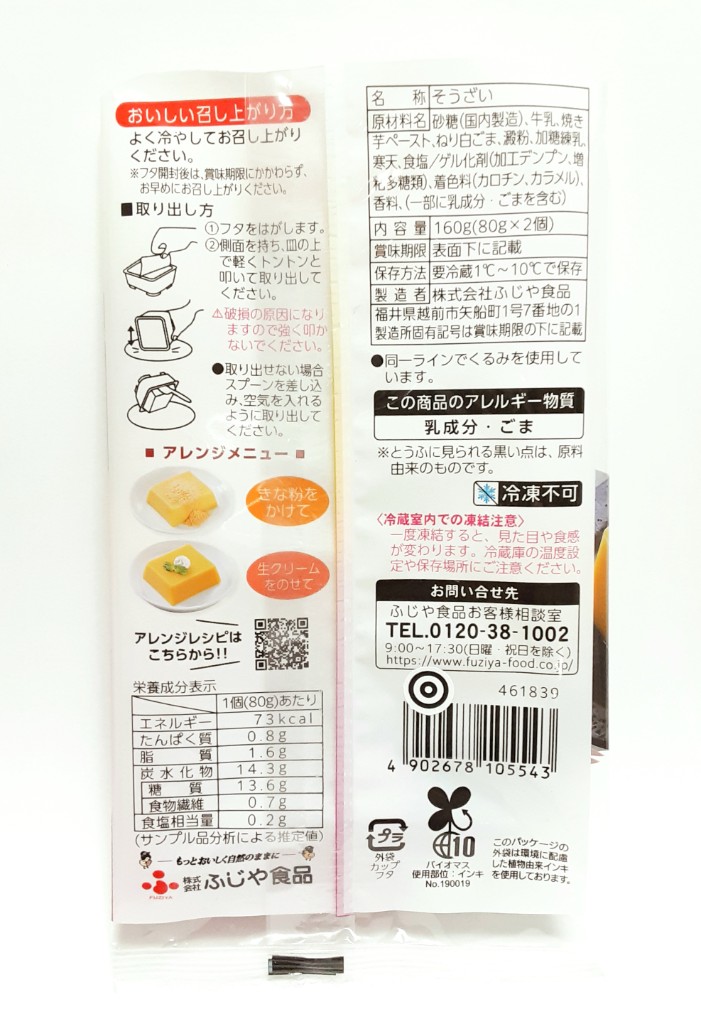 おいしい召し上がり方
よく冷やしてお召し上がり
ください。
※フタ開封後は、賞味期限にかかわらず、
お早めにお召し上がりください。
■取り出し方
①フタをはがします。
②側面を持ち、皿の上
で軽くトントンと
叩いて取り出して
ください。
⚠破損の原因になり
ますので強く叩か
ないでください。
●取り出せない場合
スプーンを差し込
み、空気を入れる
ように取り出して
ください。
■ アレンジメニュー ■
きな粉を
かけて
生クリーム
をのせて
アレンジレシピは
こちらから!!
栄養成分表示
1個(80g)あたり
エネルギー 73kcal
たんぱく質 0.8g
脂質 1.6g
炭水化物 14.3g
糖質 13.6g
食物繊維 0.7g
食塩相当量 0.2g
(サンプル品分析による推定値)
もっとおいしく自然のままに
FUZIYA
株式会社 ふじや食品
名称 そうざい
原材料名 砂糖(国内製造)、牛乳、焼き
芋ペースト、ねり白ごま、澱粉、加糖練乳、
寒天、食塩/ゲル化剤(加工デンプン、増
粘多糖類)、着色料(カロチン、カラメル)、
香料、(一部に乳成分・ごまを含む)
内容量 160g(80g×2個)
賞味期限 表面下に記載
保存方法 要冷蔵1℃~10℃で保存
製造者 株式会社ふじや食品
福井県越前市矢船町1号7番地の1
製造所固有記号は賞味期限の下に記載
●同一ラインでくるみを使用して
います。
この商品のアレルギー物質
乳成分・ごま
※とうふに見られる黒い点は、原料
由来のものです。
冷凍不可
〈冷蔵室内での凍結注意〉
一度凍結すると、見た目や食感
が変わります。冷蔵庫の温度設
定や保存場所にご注意ください。
お問い合せ先
ふじや食品お客様相談室
TEL.0120-38-1002
9:00~17:30(日曜・祝日を除く)
https://www.fuziya-food.co.jp/
461839
4 902678 105543
プラ
外袋
カップ
フタ
10
バイオマス
使用部位:インキ
No.190019
このパッケージの
外袋は環境に配慮
した植物由来インキ
を使用しております。